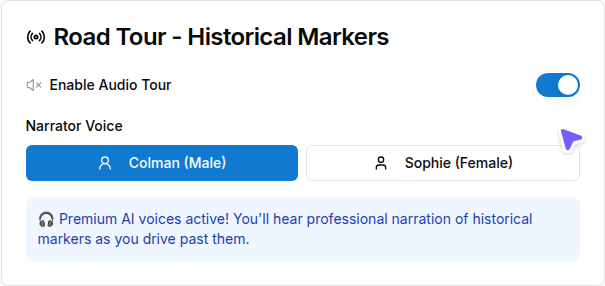 Road Tour - Historical Markers
Enable Audio Tour
Narrator Voice
Colman (Male)
Sophie (Female)
🎧 Premium AI voices active! You'll hear professional narration of historical
markers as you drive past them.